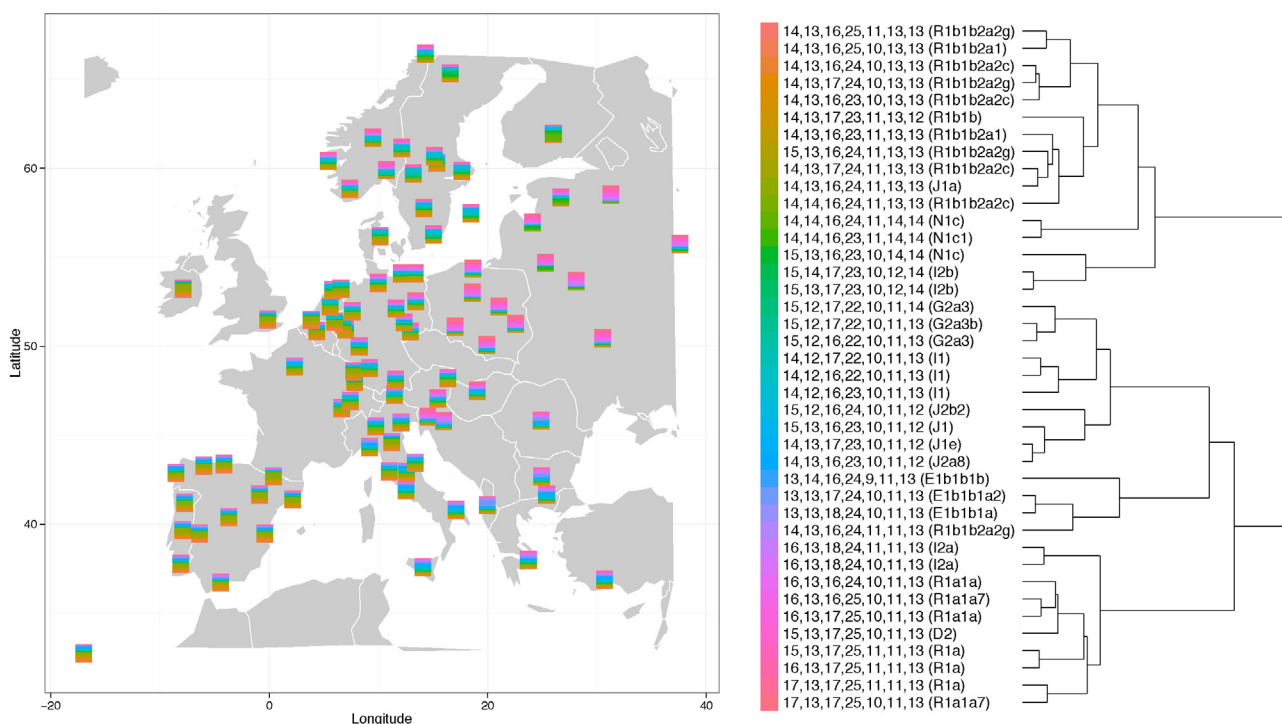 60
50
40
Latitude
−20
0
20
40
Longitude
14,13,16,25,11,13,13 (R1b1b2a2g)
14,13,16,25,10,13,13 (R1b1b2a1)
14,13,16,24,10,13,13 (R1b1b2a2c)
14,13,17,24,10,13,13 (R1b1b2a2g)
14,13,16,23,10,13,13 (R1b1b2a2c)
14,13,17,23,11,13,12 (R1b1b)
14,13,16,23,11,13,13 (R1b1b2a1)
15,13,16,24,11,13,13 (R1b1b2a2g)
14,13,17,24,11,13,13 (R1b1b2a2c)
14,13,16,24,11,13,13 (J1a)
14,14,16,24,11,13,13 (R1b1b2a2c)
14,14,16,24,11,14,14 (N1c)
14,14,16,23,11,14,14 (N1c1)
15,13,16,23,10,14,14 (N1c)
15,14,17,23,10,12,14 (I2b)
15,13,17,23,10,12,14 (I2b)
15,12,17,22,10,11,14 (G2a3)
15,12,17,22,10,11,13 (G2a3b)
15,12,16,22,10,11,13 (G2a3)
14,12,17,22,10,11,13 (I1)
14,12,16,22,10,11,13 (I1)
14,12,16,23,10,11,13 (I1)
15,12,16,24,10,11,12 (J2b2)
15,13,16,23,10,11,12 (J1)
14,13,17,23,10,11,12 (J1e)
14,13,16,23,10,11,12 (J2a8)
13,14,16,24,9,11,13 (E1b1b1b)
13,13,17,24,10,11,13 (E1b1b1a2)
13,13,18,24,10,11,13 (E1b1b1a)
14,13,16,24,11,11,13 (R1b1b2a2g)
16,13,18,24,11,11,13 (I2a)
16,13,18,24,10,11,13 (I2a)
16,13,16,24,10,11,13 (R1a1a)
16,13,16,25,10,11,13 (R1a1a7)
16,13,17,25,10,11,13 (R1a1a)
15,13,17,25,10,11,13 (D2)
15,13,17,25,11,11,13 (R1a)
16,13,17,25,11,11,13 (R1a)
17,13,17,25,11,11,13 (R1a)
17,13,17,25,10,11,13 (R1a1a7)